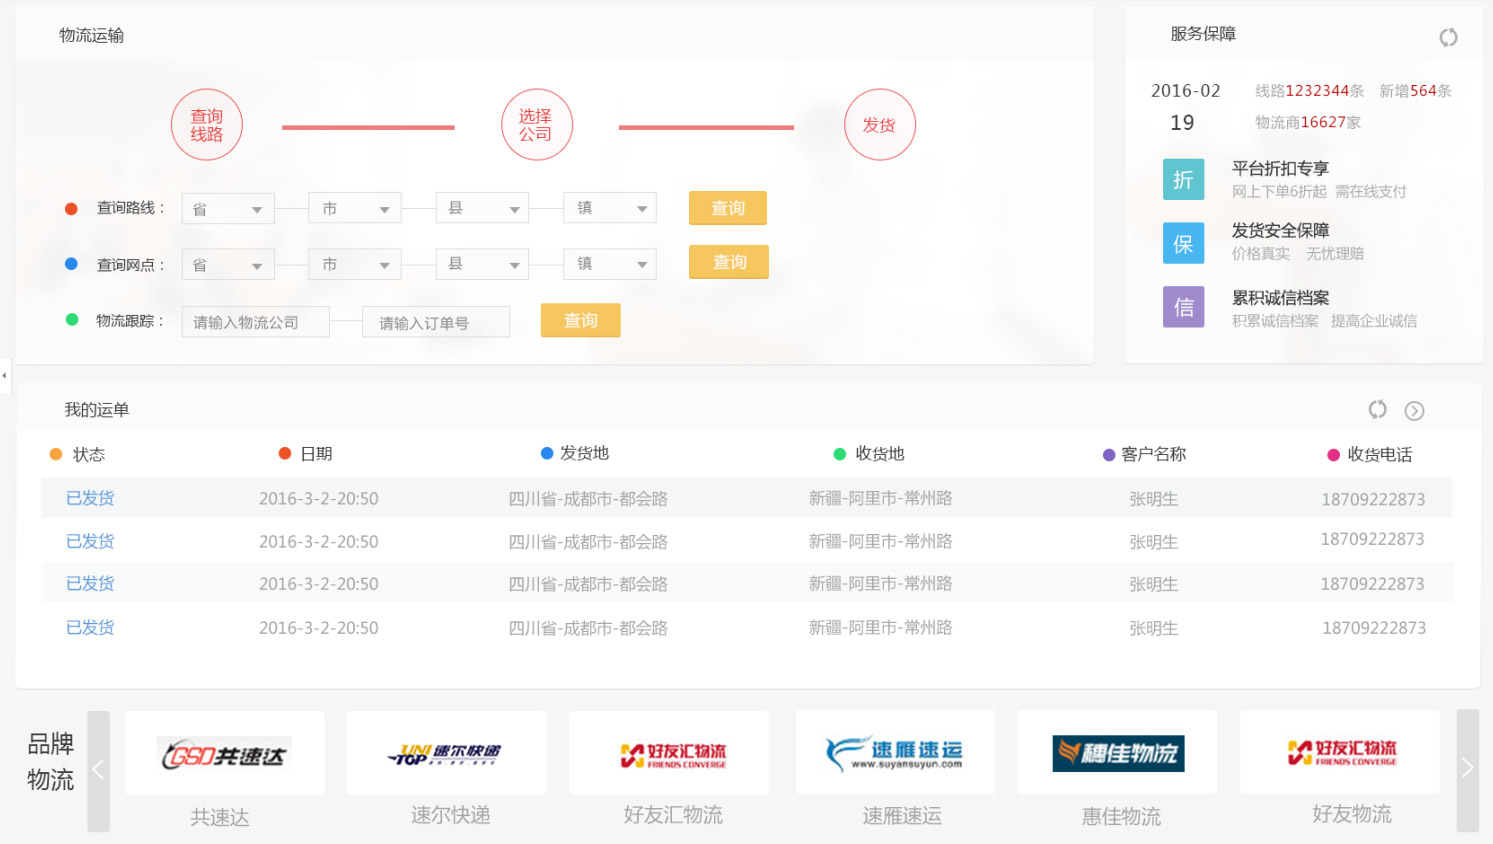 物流运输
服务保障
查询
线路
选择
公司
发货
2016-02
19
线路1232344条 新增564条
物流商16627家
查询路线：
省
市
县
镇
查询
查询网点：
省
市
县
镇
查询
物流跟踪：
请输入物流公司
请输入订单号
查询
折
平台折扣专享
网上下单6折起 需在线支付
保
发货安全保障
价格真实 无忧理赔
信
累积诚信档案
积累诚信档案 提高企业诚信
我的运单
状态 日期 发货地 收货地 客户名称 收货电话
已发货 2016-3-2-20:50 四川省-成都市-都会路 新疆-阿里市-常州路 张明生 18709222873
已发货 2016-3-2-20:50 四川省-成都市-都会路 新疆-阿里市-常州路 张明生 18709222873
已发货 2016-3-2-20:50 四川省-成都市-都会路 新疆-阿里市-常州路 张明生 18709222873
已发货 2016-3-2-20:50 四川省-成都市-都会路 新疆-阿里市-常州路 张明生 18709222873
品牌
物流
GSD共速达
共速达
UNI TOP 速尔快递
速尔快递
好友汇物流
FRIENDS CONVERGE
好友汇物流
速雁速运
www.suyansuyun.com
速雁速运
穗佳物流
惠佳物流
好友汇物流
FRIENDS CONVERGE
好友物流